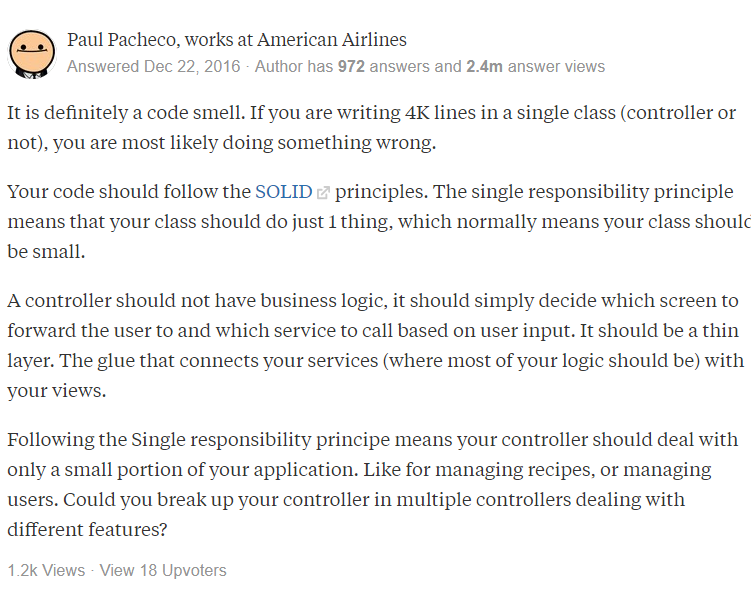 Paul Pacheco, works at American Airlines
Answered Dec 22, 2016 · Author has 972 answers and 2.4m answer views
It is definitely a code smell. If you are writing 4K lines in a single class (controller or
not), you are most likely doing something wrong.
Your code should follow the SOLID principles. The single responsibility principle
means that your class should do just 1 thing, which normally means your class should
be small.
A controller should not have business logic, it should simply decide which screen to
forward the user to and which service to call based on user input. It should be a thin
layer. The glue that connects your services (where most of your logic should be) with
your views.
Following the Single responsibility principe means your controller should deal with
only a small portion of your application. Like for managing recipes, or managing
users. Could you break up your controller in multiple controllers dealing with
different features?
1.2k Views · View 18 Upvoters